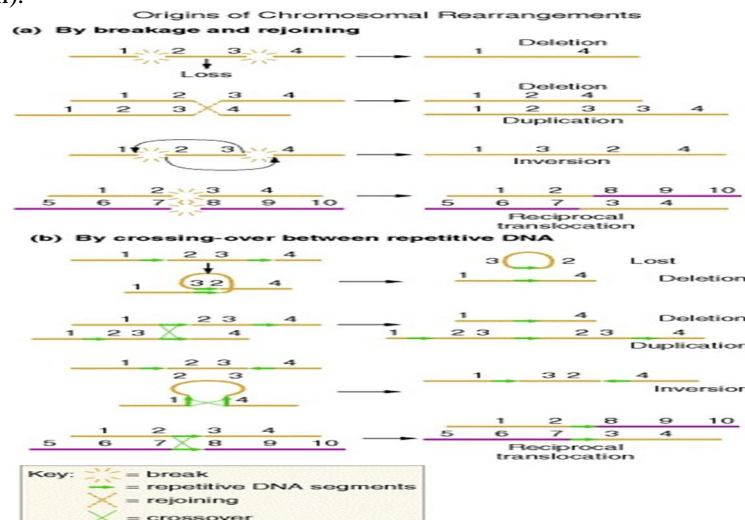 n).
Origins of Chromosomal Rearrangements
(a) By breakage and rejoining
1 2 3 4
Loss
Deletion
1 4
1 2 3 4
1 2 3 4
Deletion
1 2 4
1 2 3 3 4
Duplication
1 2 3 4
1 3 2 4
Inversion
1 2 3 4
5 6 7 8 9 10
1 2 8 9 10
5 6 7 3 4
Reciprocal
translocation
(b) By crossing-over between repetitive DNA
1 2 3 4
1 3 2 4
3 2 Lost
1 4 Deletion
1 2 3 4
1 2 3 4
1 4 Deletion
1 2 3 2 3 4
Duplication
1 2 3 4
2 3
1 4
1 3 2 4
Inversion
1 2 3 4
5 6 7 8 9 10
1 2 8 9 10
5 6 7 3 4
Reciprocal
translocation
Key: = break
= repetitive DNA segments
= rejoining
= crossover